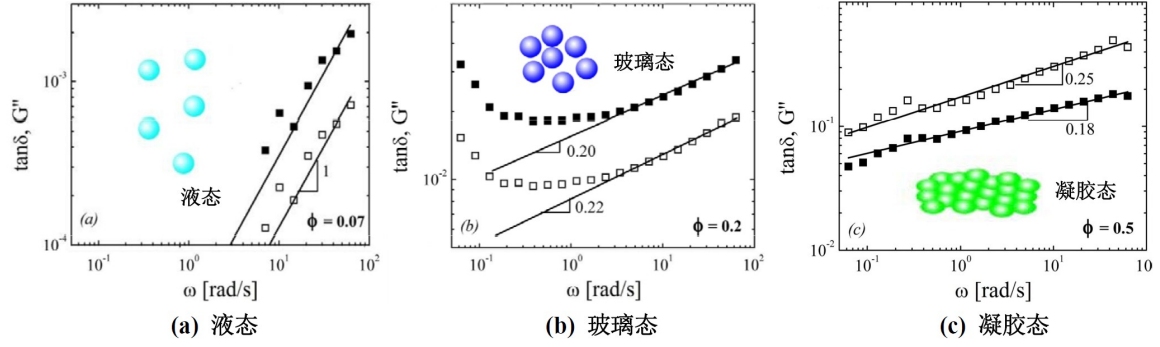 tanδ, G"
10⁻³
10⁻⁴
10⁻¹
10⁰
10¹
10²
ω [rad/s]
液态
1
(a)
ϕ = 0.07
(a) 液态
tanδ, G"
10⁻²
10⁻¹
10⁰
10¹
ω [rad/s]
玻璃态
0.20
0.22
(b)
ϕ = 0.2
(b) 玻璃态
tanδ, G"
10⁰
10⁻¹
10⁻²
10⁻¹
10⁰
10¹
10²
ω [rad/s]
0.25
0.18
凝胶态
(c)
ϕ = 0.5
(c) 凝胶态